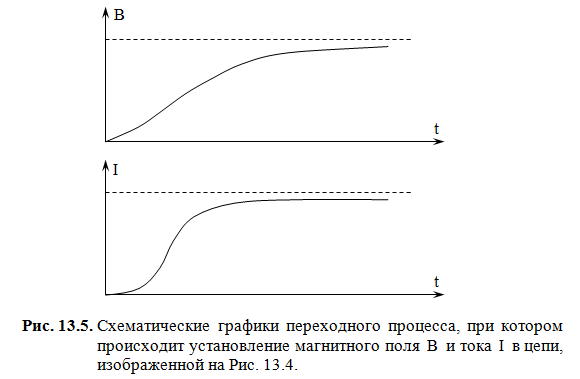 B
t
I
t
Рис. 13.5. Схематические графики переходного процесса, при котором
происходит установление магнитного поля B и тока I в цепи,
изображенной на Рис. 13.4.